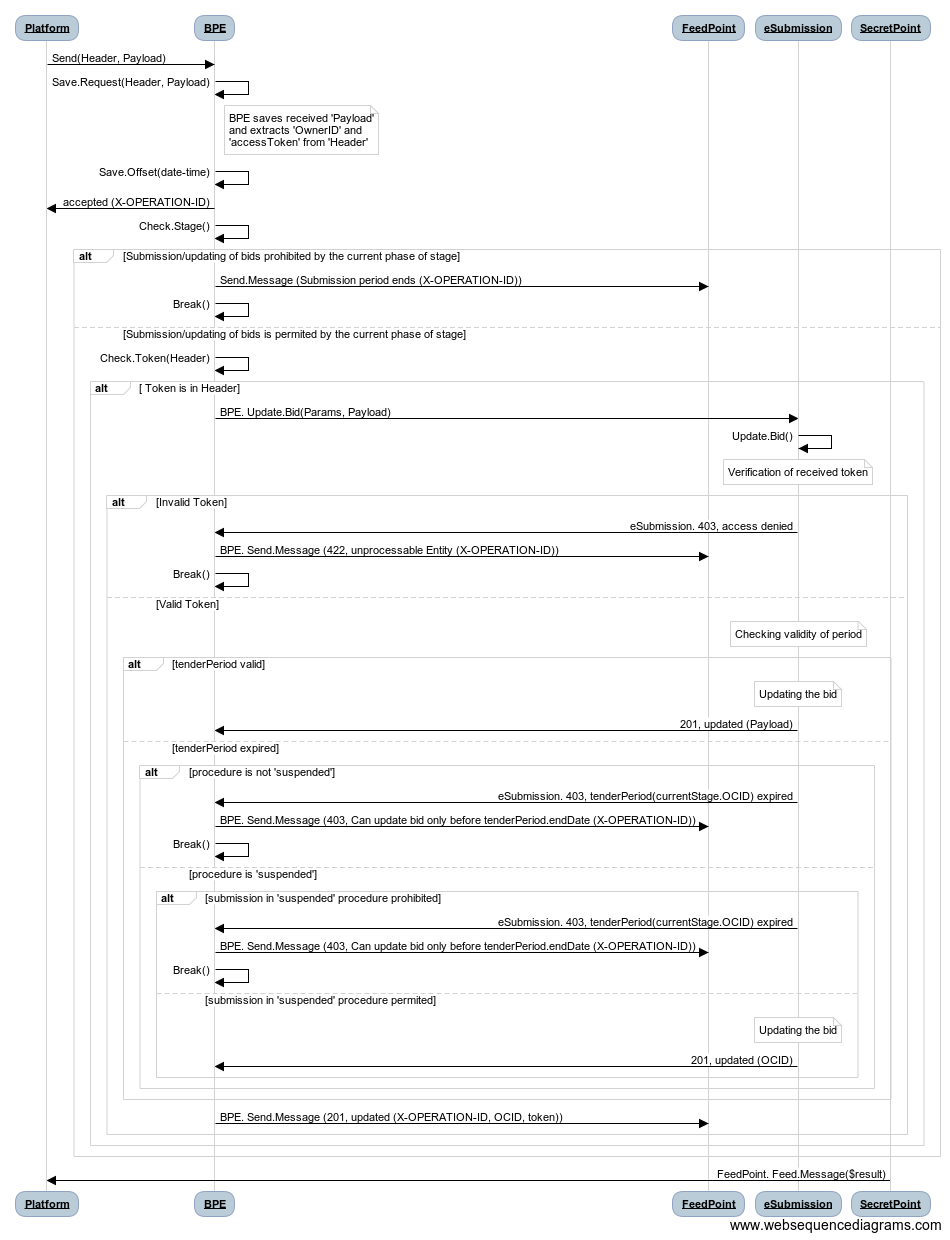 Platform
BPE
FeedPoint
eSubmission
SecretPoint
Send(Header, Payload)
Save.Request(Header, Payload)
BPE saves received 'Payload'
and extracts 'OwnerID' and
'accessToken' from 'Header'
Save.Offset(date-time)
accepted (X-OPERATION-ID)
Check.Stage()
alt
[Submission/updating of bids prohibited by the current phase of stage]
Send.Message (Submission period ends (X-OPERATION-ID))
Break()
[Submission/updating of bids is permited by the current phase of stage]
Check.Token(Header)
alt
[ Token is in Header]
BPE. Update.Bid(Params, Payload)
Update.Bid()
Verification of received token
alt
[Invalid Token]
eSubmission. 403, access denied
BPE. Send.Message (422, unprocessable Entity (X-OPERATION-ID))
Break()
[Valid Token]
Checking validity of period
alt
[tenderPeriod valid]
Updating the bid
201, updated (Payload)
[tenderPeriod expired]
alt
[procedure is not 'suspended']
eSubmission. 403, tenderPeriod(currentStage.OCID) expired
BPE. Send.Message (403, Can update bid only before tenderPeriod.endDate (X-OPERATION-ID))
Break()
[procedure is 'suspended']
alt
[submission in 'suspended' procedure prohibited]
eSubmission. 403, tenderPeriod(currentStage.OCID) expired
BPE. Send.Message (403, Can update bid only before tenderPeriod.endDate (X-OPERATION-ID))
Break()
[submission in 'suspended' procedure permited]
Updating the bid
201, updated (OCID)
BPE. Send.Message (201, updated (X-OPERATION-ID, OCID, token))
FeedPoint. Feed.Message($result)
Platform
BPE
FeedPoint
eSubmission
SecretPoint
www.websequencediagrams.com